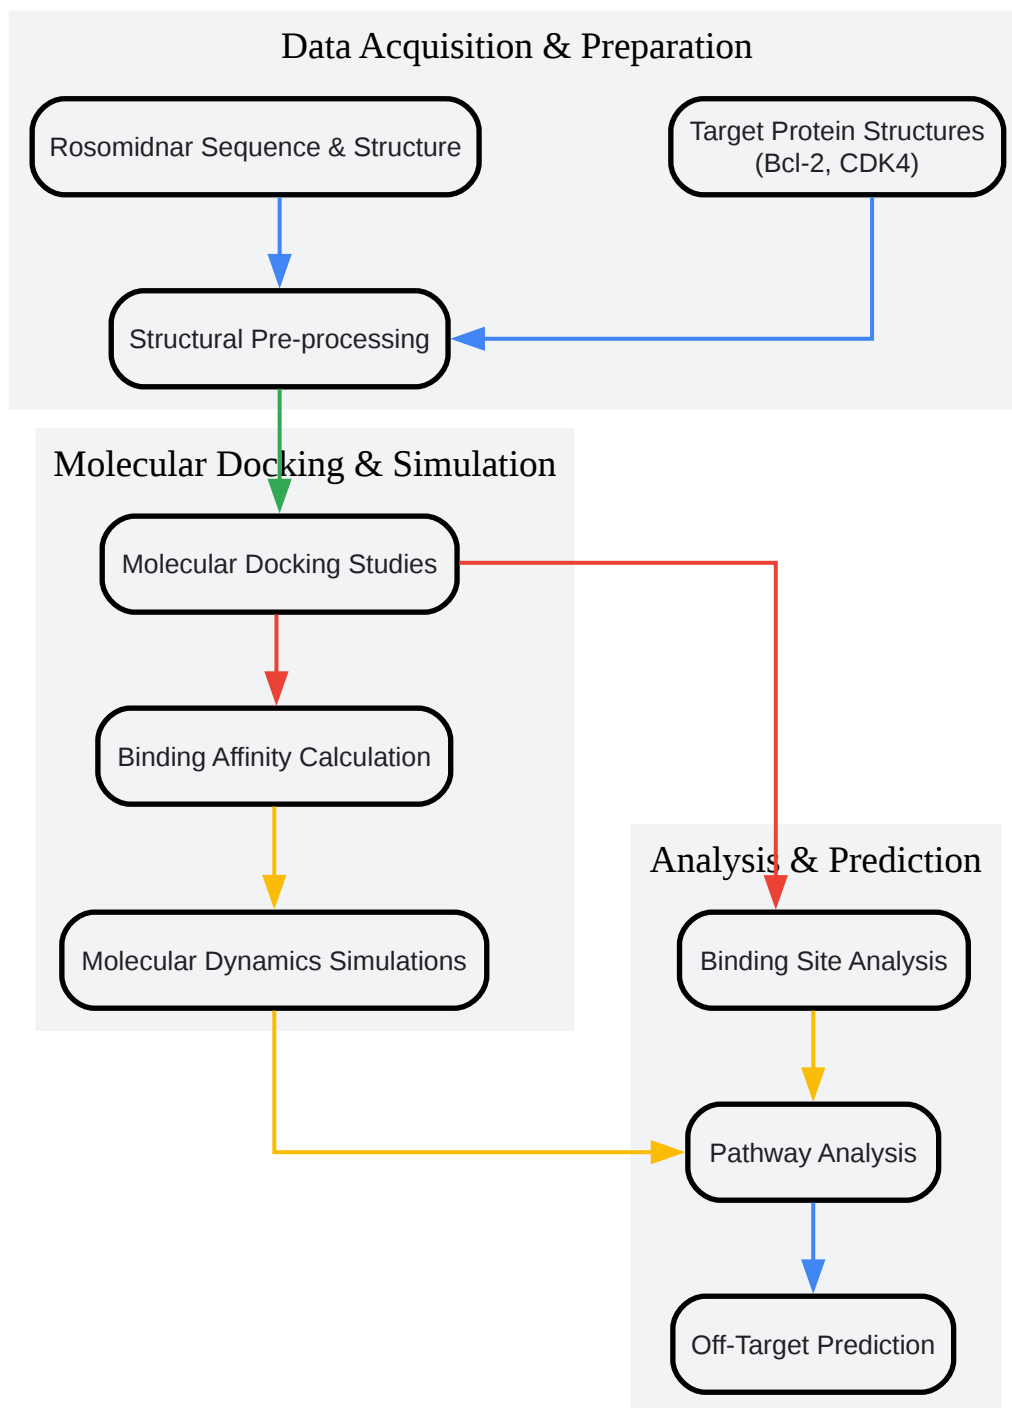 Data Acquisition & Preparation
Rosomidnar Sequence & Structure
Target Protein Structures
(Bcl-2, CDK4)
Structural Pre-processing
Molecular Docking & Simulation
Molecular Docking Studies
Binding Affinity Calculation
Molecular Dynamics Simulations
Analysis & Prediction
Binding Site Analysis
Pathway Analysis
Off-Target Prediction